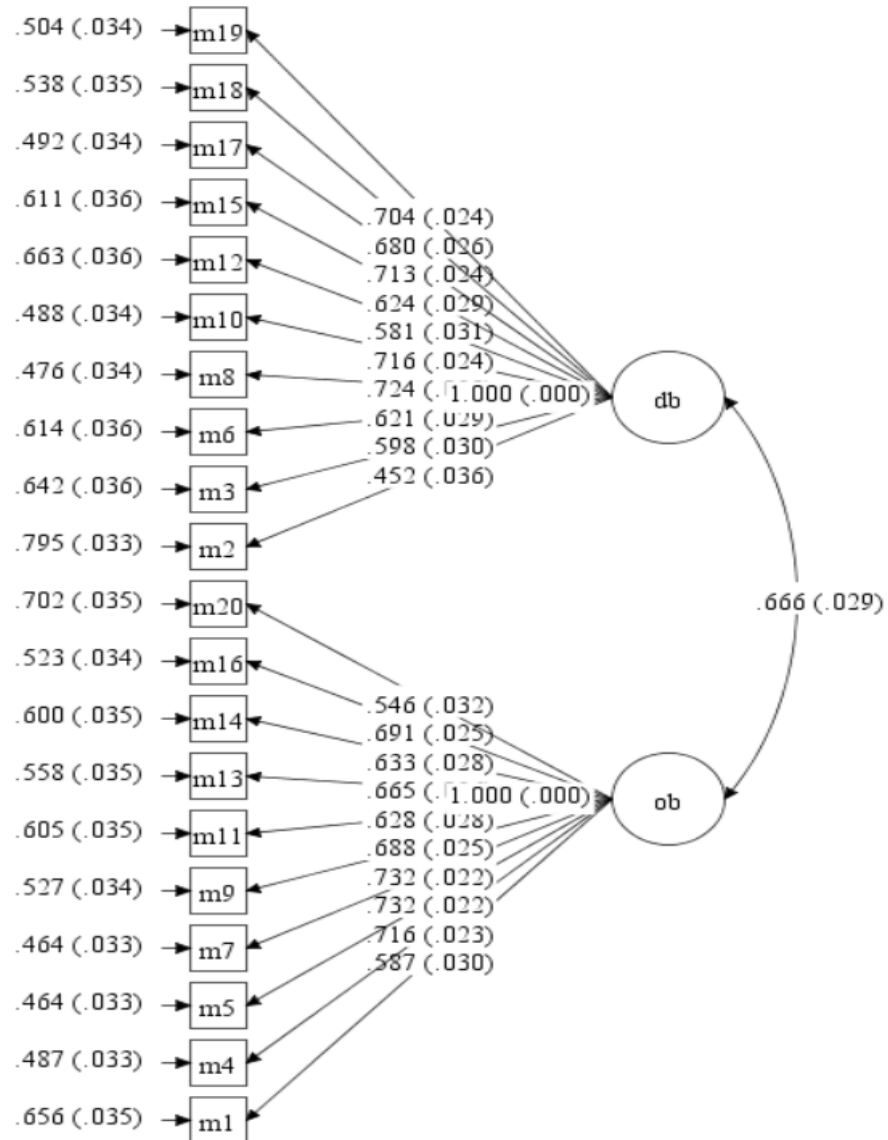 .504 (.034) m19
.538 (.035) m18
.492 (.034) m17
.611 (.036) m15
.704 (.024)
.680 (.026)
.663 (.036) m12
.713 (.024)
.624 (.029)
.488 (.034) m10
.581 (.031)
.716 (.024)
.476 (.034) m8
.724
1.000 (.000)
db
.614 (.036) m6
.621 (.029)
.598 (.030)
.642 (.036) m3
.452 (.036)
.795 (.033) m2
.702 (.035) m20
.666 (.029)
.523 (.034) m16
.600 (.035) m14
.546 (.032)
.691 (.025)
.558 (.035) m13
.633 (.028)
.665
1.000 (.000)
ob
.605 (.035) m11
.628 (.028)
.688 (.025)
.527 (.034) m9
.732 (.022)
.732 (.022)
.464 (.033) m7
.716 (.023)
.587 (.030)
.464 (.033) m5
.487 (.033) m4
.656 (.035) m1